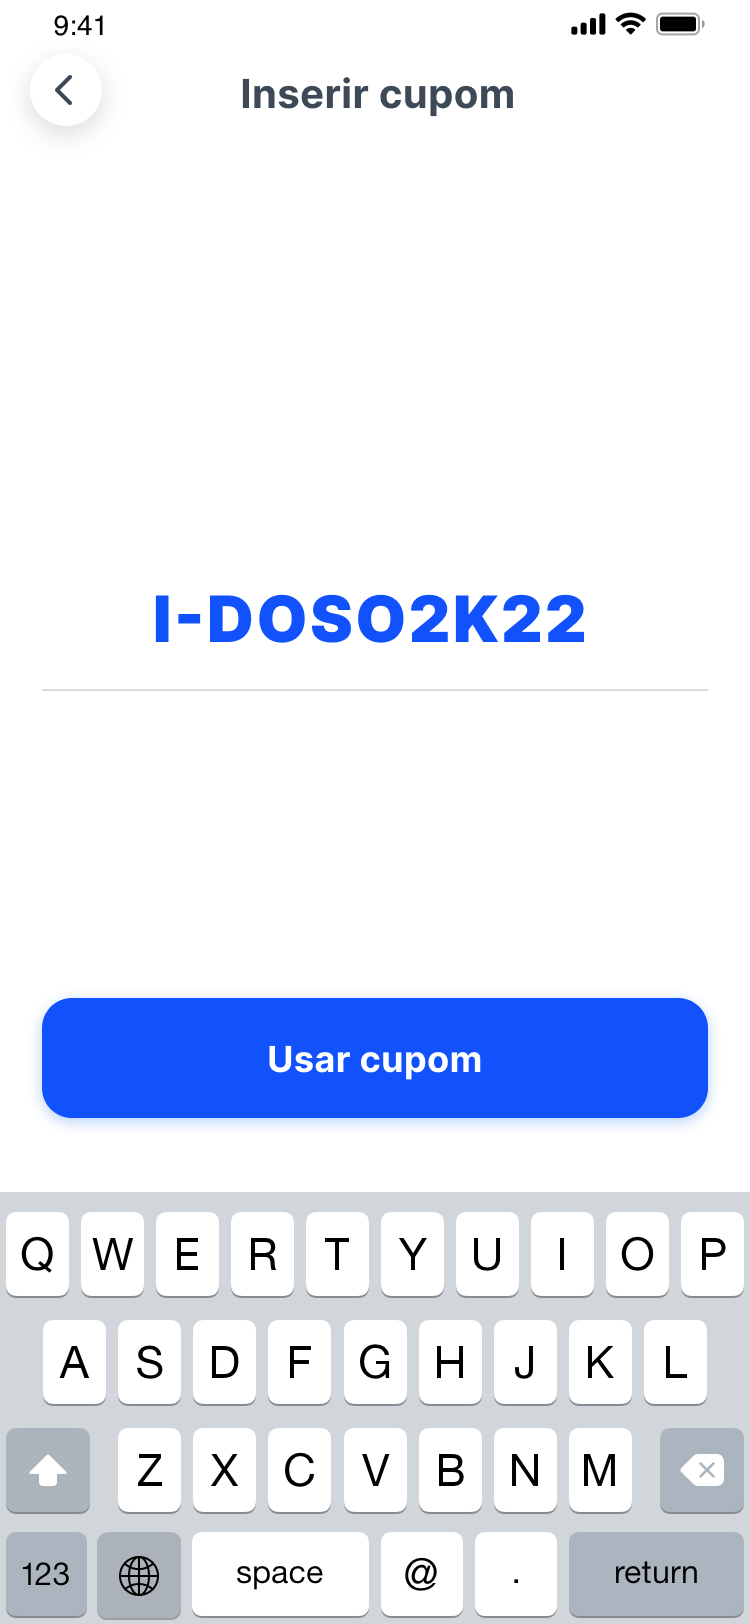 9:41
Inserir cupom
I-DOSO2K22
Usar cupom
Q W E R T Y U I O P
A S D F G H J K L
Z X C V B N M
123 space @ . return